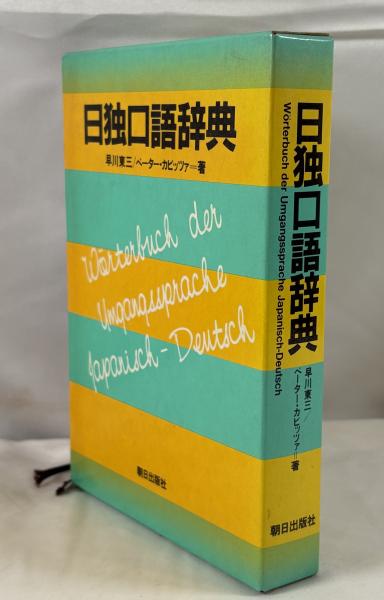 日独口語辞典
早川東三/ペーター・カピッツァ=著
Wörterbuch der
Umgangssprache
Japanisch-Deutsch
朝日出版社
日独口語辞典
Wörterbuch der Umgangssprache Japanisch-Deutsch
早川東三/
ペーター・カピッツァ=著
朝日出版社